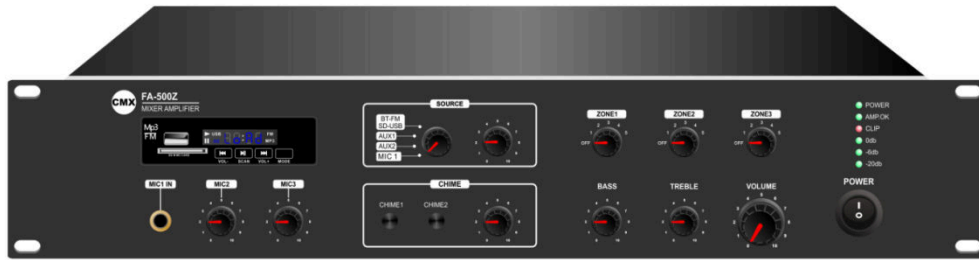 CMX
FA-500Z
MIXER AMPLIFIER
Mp3
FM
USB
FM
MP3
VOL-
SCAN
VOL+
MODE
MIC1 IN
MIC2
MIC3
SOURCE
BT-FM
SD-USB
AUX1
AUX2
MIC 1
CHIME
CHIME1
CHIME2
ZONE1
ZONE2
ZONE3
OFF
OFF
OFF
BASS
TREBLE
VOLUME
POWER
AMP.OK
CLIP
0db
-8db
-20db
POWER